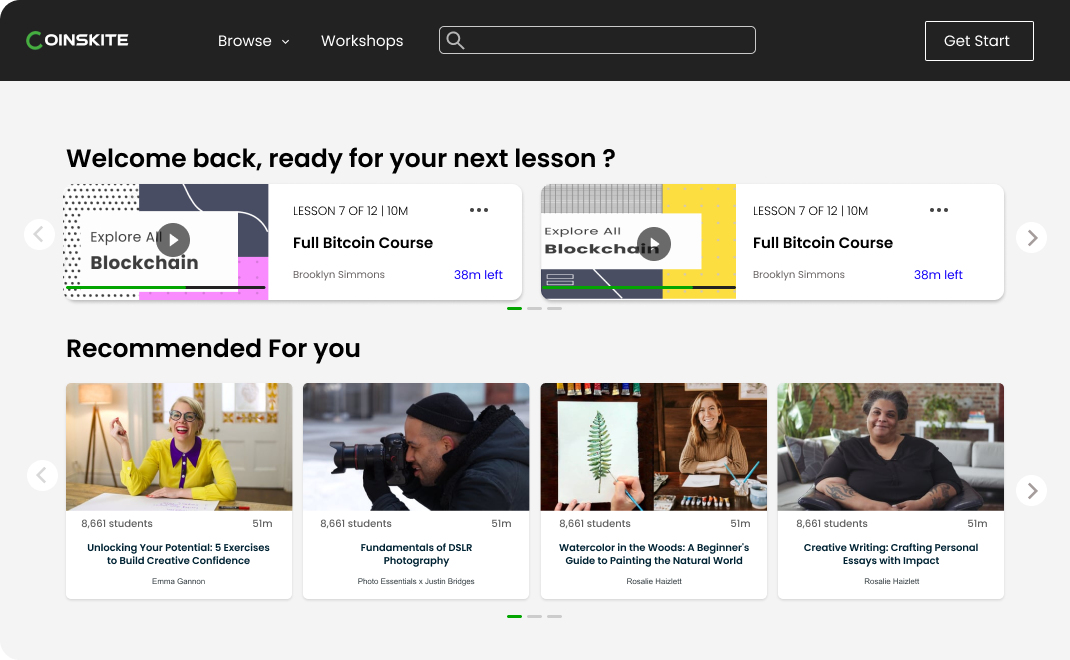 COINSKITE
Browse
Workshops
Get Start
Welcome back, ready for your next lesson ?
Explore All
Blockchain
LESSON 7 OF 12 | 10M
Full Bitcoin Course
Brooklyn Simmons
38m left
Explore All
Blockchain
LESSON 7 OF 12 | 10M
Full Bitcoin Course
Brooklyn Simmons
38m left
Recommended For you
8,661 students
51m
Unlocking Your Potential: 5 Exercises
to Build Creative Confidence
Emma Gannon
8,661 students
51m
Fundamentals of DSLR
Photography
Photo Essentials x Justin Bridges
8,661 students
51m
Watercolor in the Woods: A Beginner's
Guide to Painting the Natural World
Rosalie Haizlett
8,661 students
51m
Creative Writing: Crafting Personal
Essays with Impact
Rosalie Haizlett